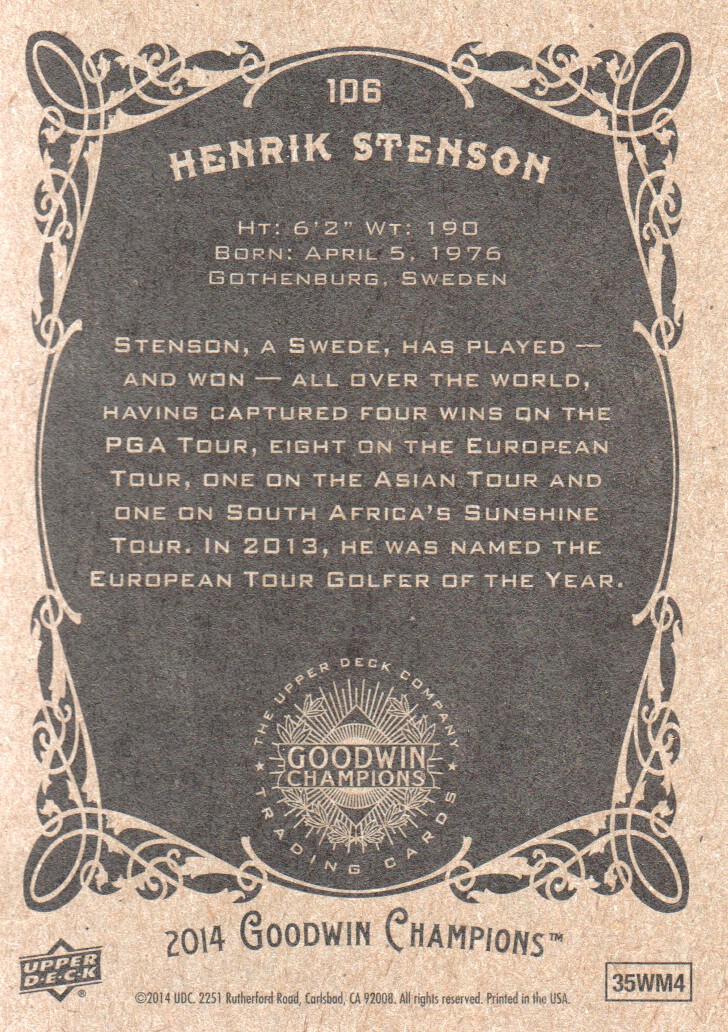 106
HENRIK STENSON
HT: 6'2" WT: 190
BORN: APRIL 5, 1976
GOTHENBURG, SWEDEN
STENSON, A SWEDE, HAS PLAYED —
AND WON — ALL OVER THE WORLD,
HAVING CAPTURED FOUR WINS ON THE
PGA TOUR, EIGHT ON THE EUROPEAN
TOUR, ONE ON THE ASIAN TOUR AND
ONE ON SOUTH AFRICA'S SUNSHINE
TOUR. IN 2013, HE WAS NAMED THE
EUROPEAN TOUR GOLFER OF THE YEAR.
THE UPPER DECK COMPANY
GOODWIN
CHAMPIONS
★ TRADING CARDS ★
2014 GOODWIN CHAMPIONS™
UPPER
D·E·C·K®
©2014 UDC. 2251 Rutherford Road, Carlsbad, CA 92008. All rights reserved. Printed in the USA.
35WM4